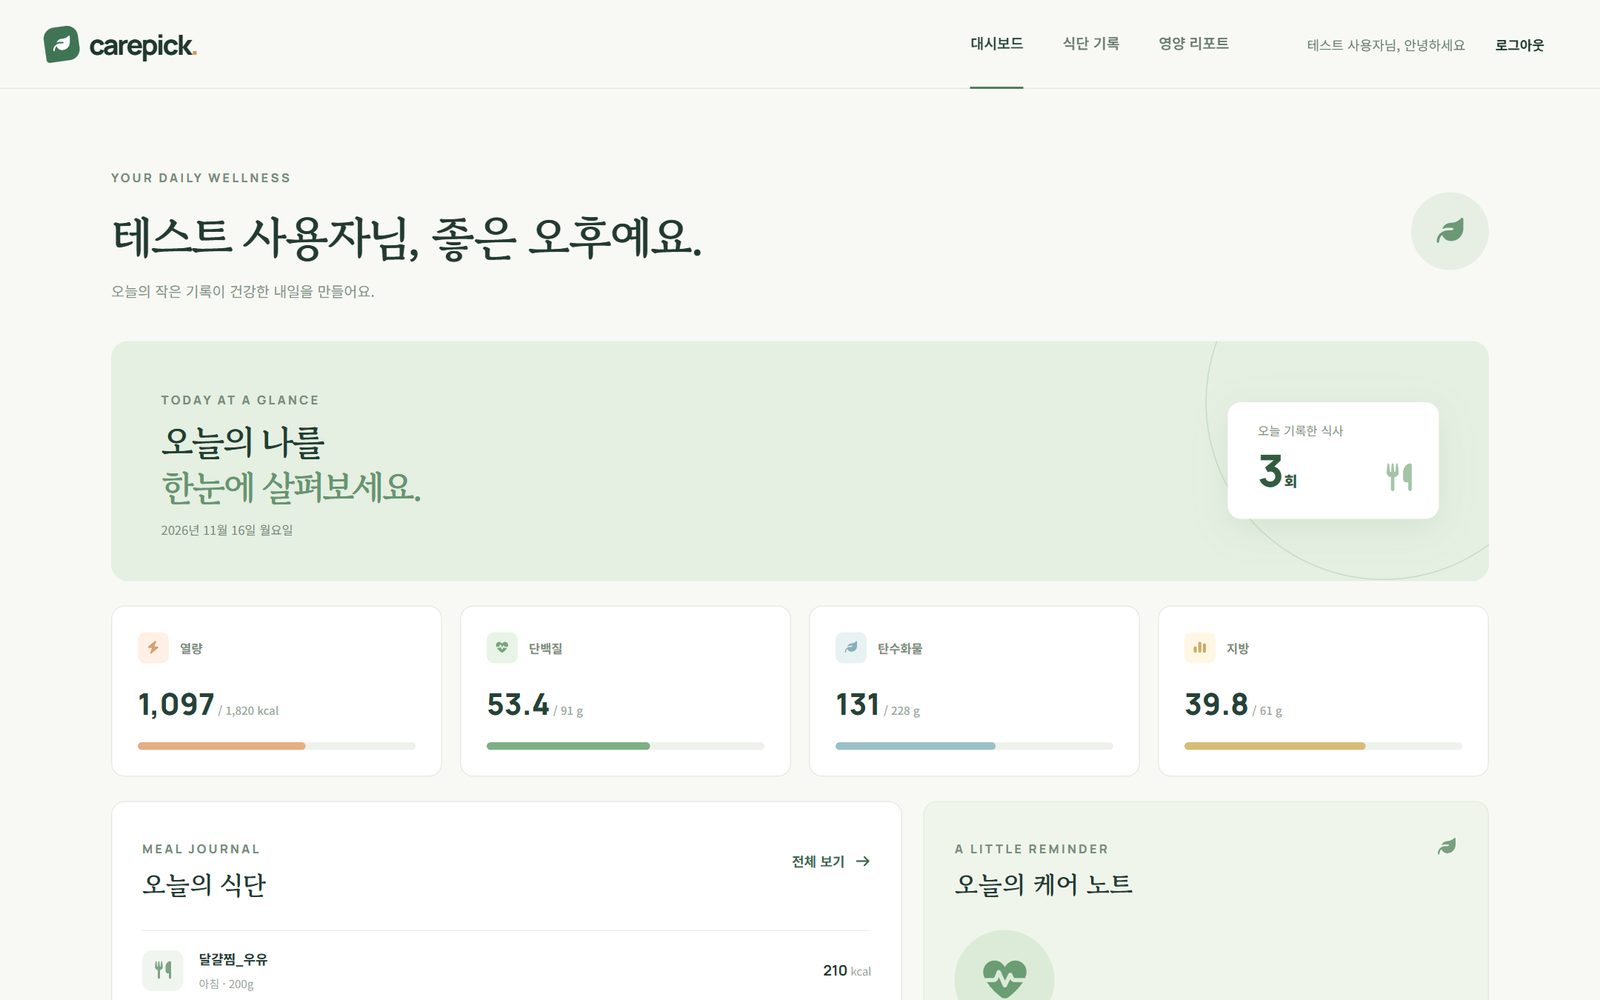 carepick.
대시보드
식단 기록
영양 리포트
테스트 사용자님, 안녕하세요
로그아웃
YOUR DAILY WELLNESS
테스트 사용자님, 좋은 오후예요.
오늘의 작은 기록이 건강한 내일을 만들어요.
TODAY AT A GLANCE
오늘의 나를
한눈에 살펴보세요.
2026년 11월 16일 월요일
오늘 기록한 식사
3회
열량
1,097 / 1,820 kcal
단백질
53.4 / 91 g
탄수화물
131 / 228 g
지방
39.8 / 61 g
MEAL JOURNAL
오늘의 식단
전체 보기 →
달걀찜_우유
아침 · 200g
210 kcal
A LITTLE REMINDER
오늘의 케어 노트